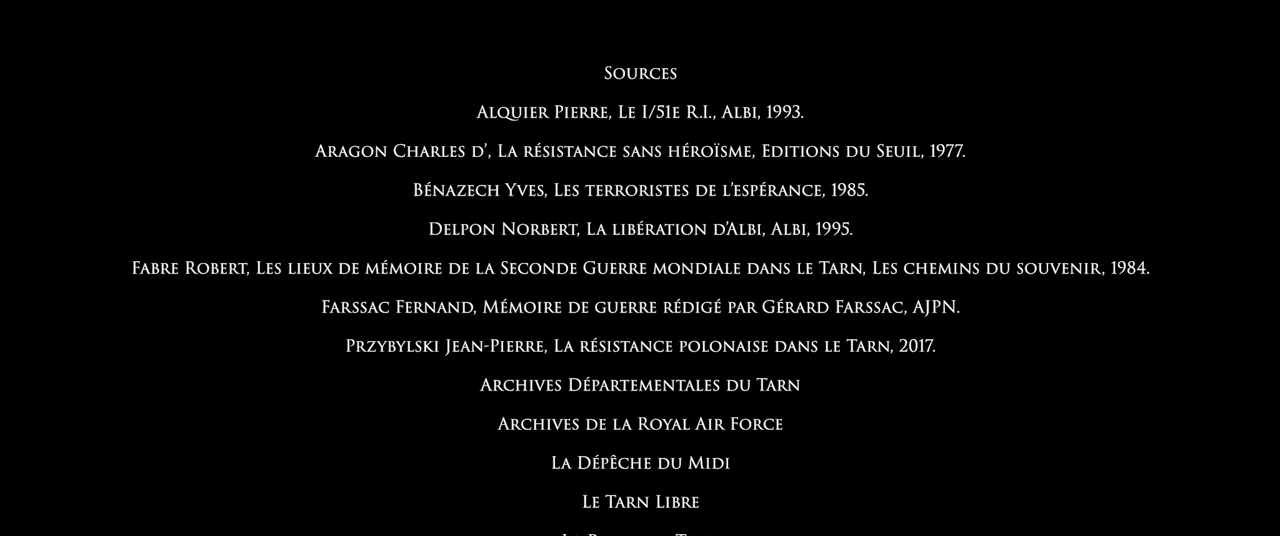 Sources
Alquier Pierre, Le I/51e R.I., Albi, 1993.
Aragon Charles d', La résistance sans héroïsme, Editions du Seuil, 1977.
Bénazech Yves, Les terroristes de l'espérance, 1985.
Delpon Norbert, La libération d'Albi, Albi, 1995.
Fabre Robert, Les lieux de mémoire de la Seconde Guerre mondiale dans le Tarn, Les chemins du souvenir, 1984.
Farssac Fernand, Mémoire de guerre rédigé par Gérard Farssac, AJPN.
Przybylski Jean-Pierre, La résistance polonaise dans le Tarn, 2017.
Archives Départementales du Tarn
Archives de la Royal Air Force
La Dépêche du Midi
Le Tarn Libre